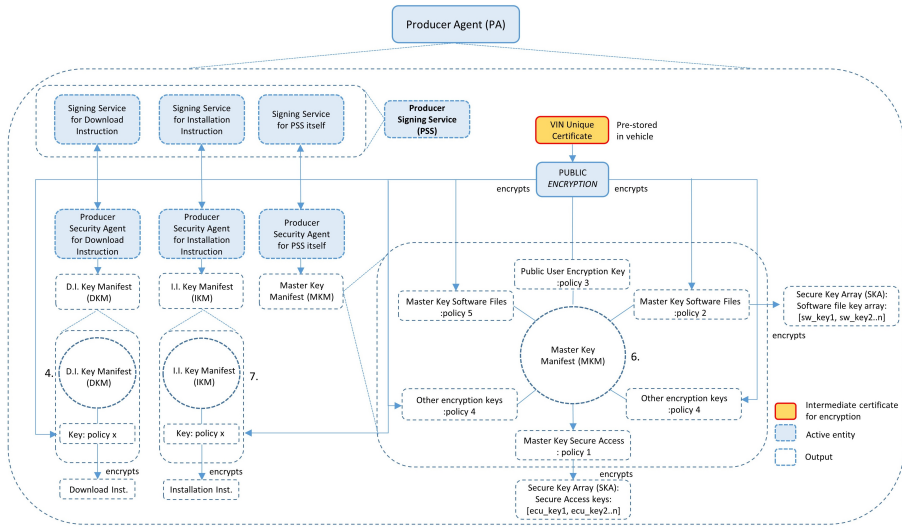 Producer Agent (PA)
Signing Service
for Download
Instruction
Signing Service
for Installation
Instruction
Signing Service
for PSS itself
Producer
Signing Service
(PSS)
VIN Unique
Certificate
Pre-stored
in vehicle
PUBLIC
ENCRYPTION
encrypts
encrypts
Producer
Security Agent
for Download
Instruction
Producer
Security Agent
for Installation
Instruction
Producer
Security Agent
for PSS itself
D.I. Key Manifest
(DKM)
I.I. Key Manifest
(IKM)
Master Key
Manifest (MKM)
Public User Encryption Key
:policy 3
Master Key Software Files
:policy 5
Master Key Software Files
:policy 2
Secure Key Array (SKA):
Software file key array:
[sw_key1, sw_key2..n]
encrypts
4.
D.I. Key Manifest
(DKM)
I.I. Key Manifest
(IKM)
7.
Master Key
Manifest (MKM)
6.
Other encryption keys
:policy 4
Other encryption keys
:policy 4
Key: policy x
Key: policy x
Master Key Secure Access
: policy 1
encrypts
encrypts
encrypts
Download Inst.
Installation Inst.
Secure Key Array (SKA):
Secure Access keys:
[ecu_key1, ecu_key2..n]
Intermediate certificate
for encryption
Active entity
Output